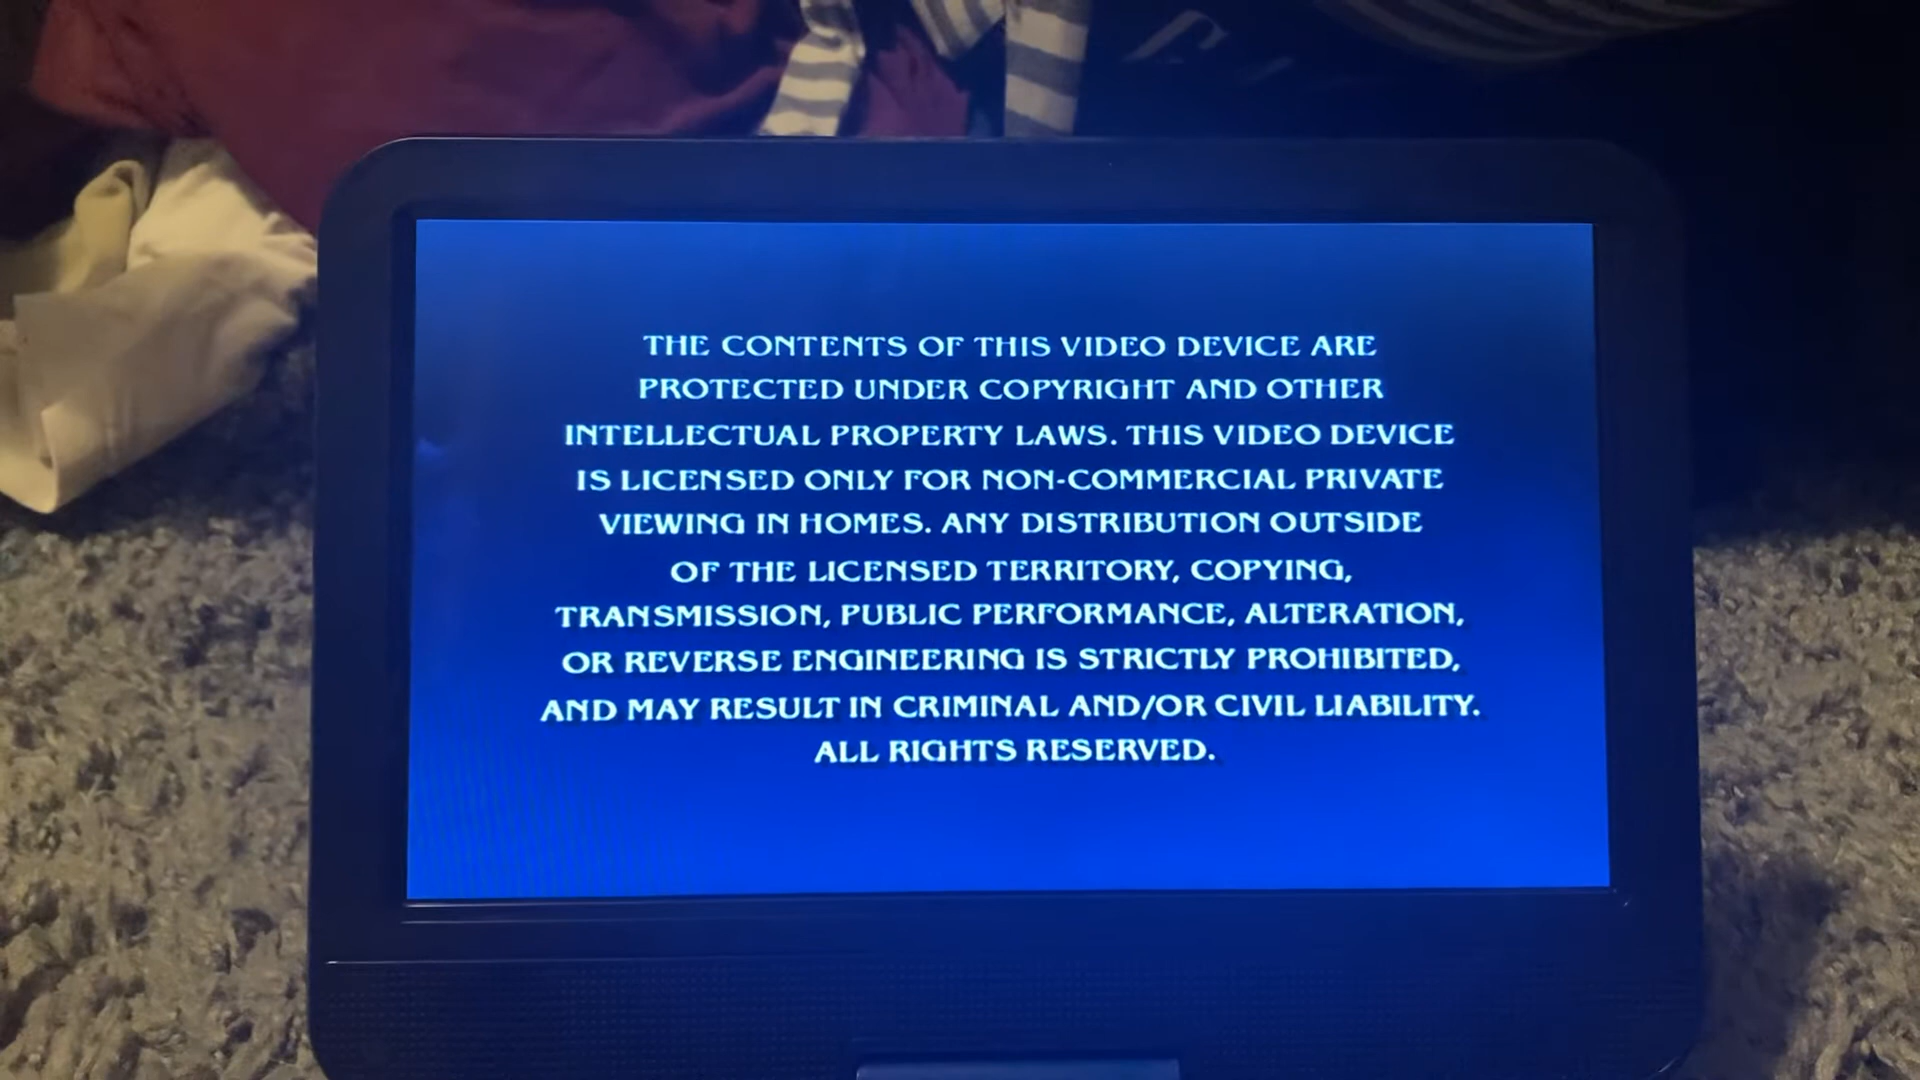 THE CONTENTS OF THIS VIDEO DEVICE ARE
PROTECTED UNDER COPYRIGHT AND OTHER
INTELLECTUAL PROPERTY LAWS. THIS VIDEO DEVICE
IS LICENSED ONLY FOR NON-COMMERCIAL PRIVATE
VIEWING IN HOMES. ANY DISTRIBUTION OUTSIDE
OF THE LICENSED TERRITORY, COPYING,
TRANSMISSION, PUBLIC PERFORMANCE, ALTERATION,
OR REVERSE ENGINEERING IS STRICTLY PROHIBITED,
AND MAY RESULT IN CRIMINAL AND/OR CIVIL LIABILITY.
ALL RIGHTS RESERVED.